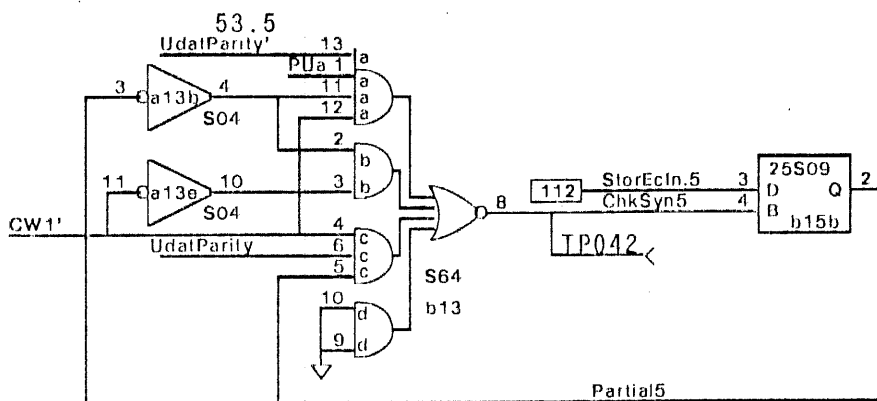 53.5
UdatParity' 13 a
PUa 1 a
3 a13b 4 11 a
S04 12 a
2 b
25S09
11 a13e 10 3 b
112 StorEcIn.5 3 D Q 2
8 ChkSyn5 4 B
S04
b15b
CW1' 4 c
UdatParity 6 c
TP042
5 c
S64
10 d
b13
9 d
Partial5